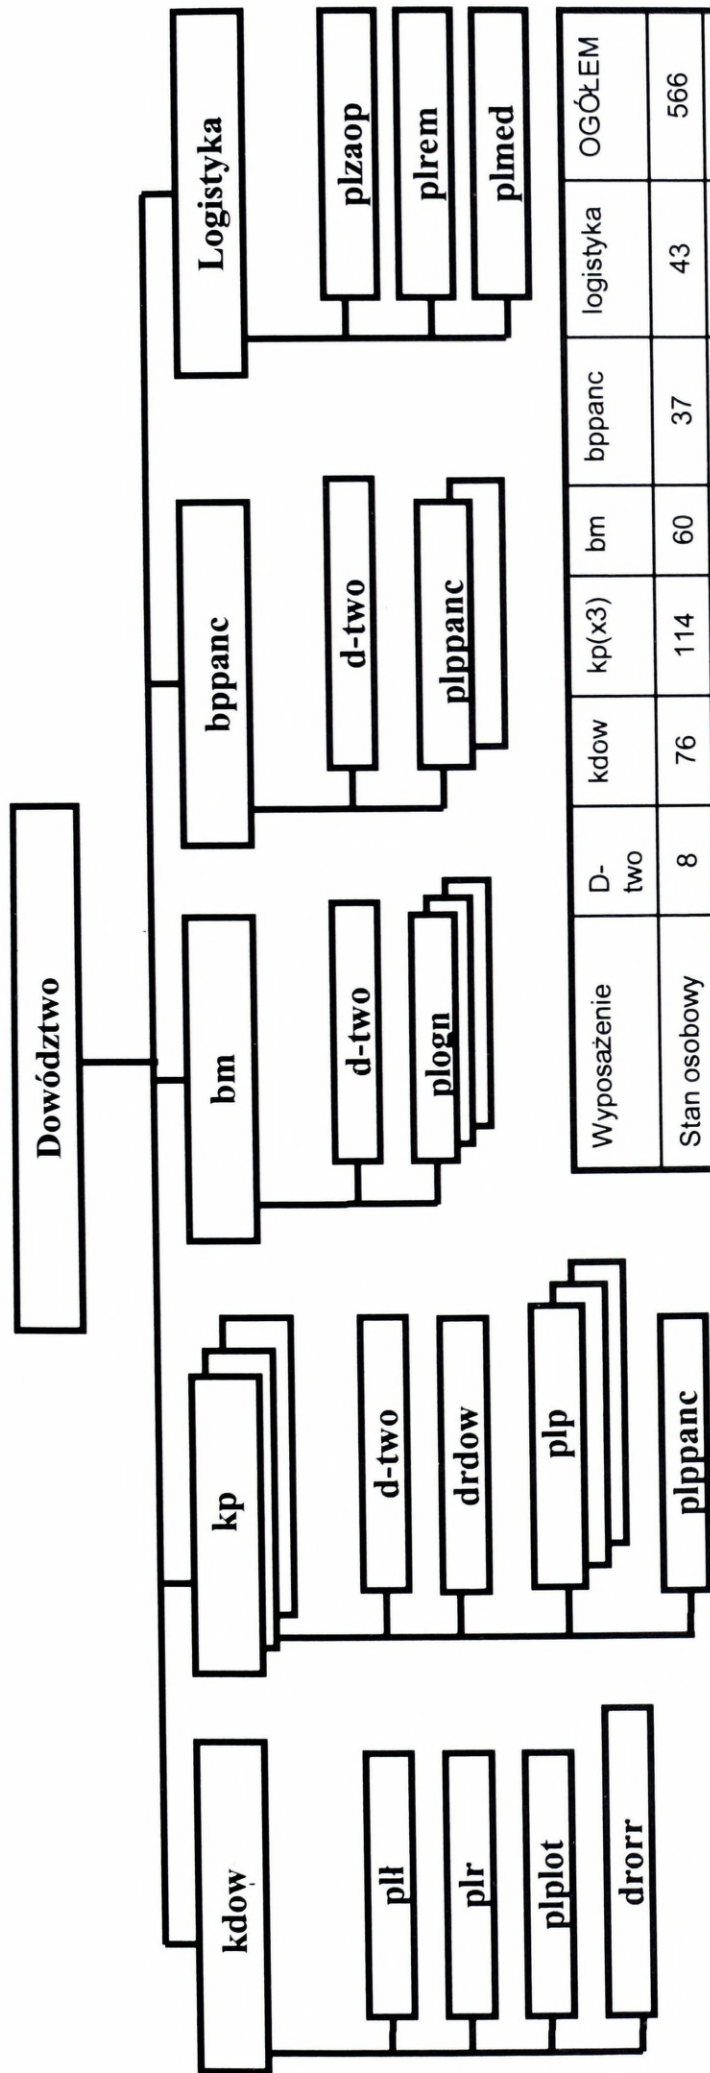 Dowództwo
kdow
kp
bm
bppanc
Logistyka
plł
plr
plplot
drorr
d-two
drdow
plp
plppanc
d-two
plogn
d-two
plppanc
plzaop
plrem
plmed
Wyposażenie D-two kdow kp(x3) bm bppanc logistyka OGÓŁEM
Stan osobowy 8 76 114 60 37 43 566